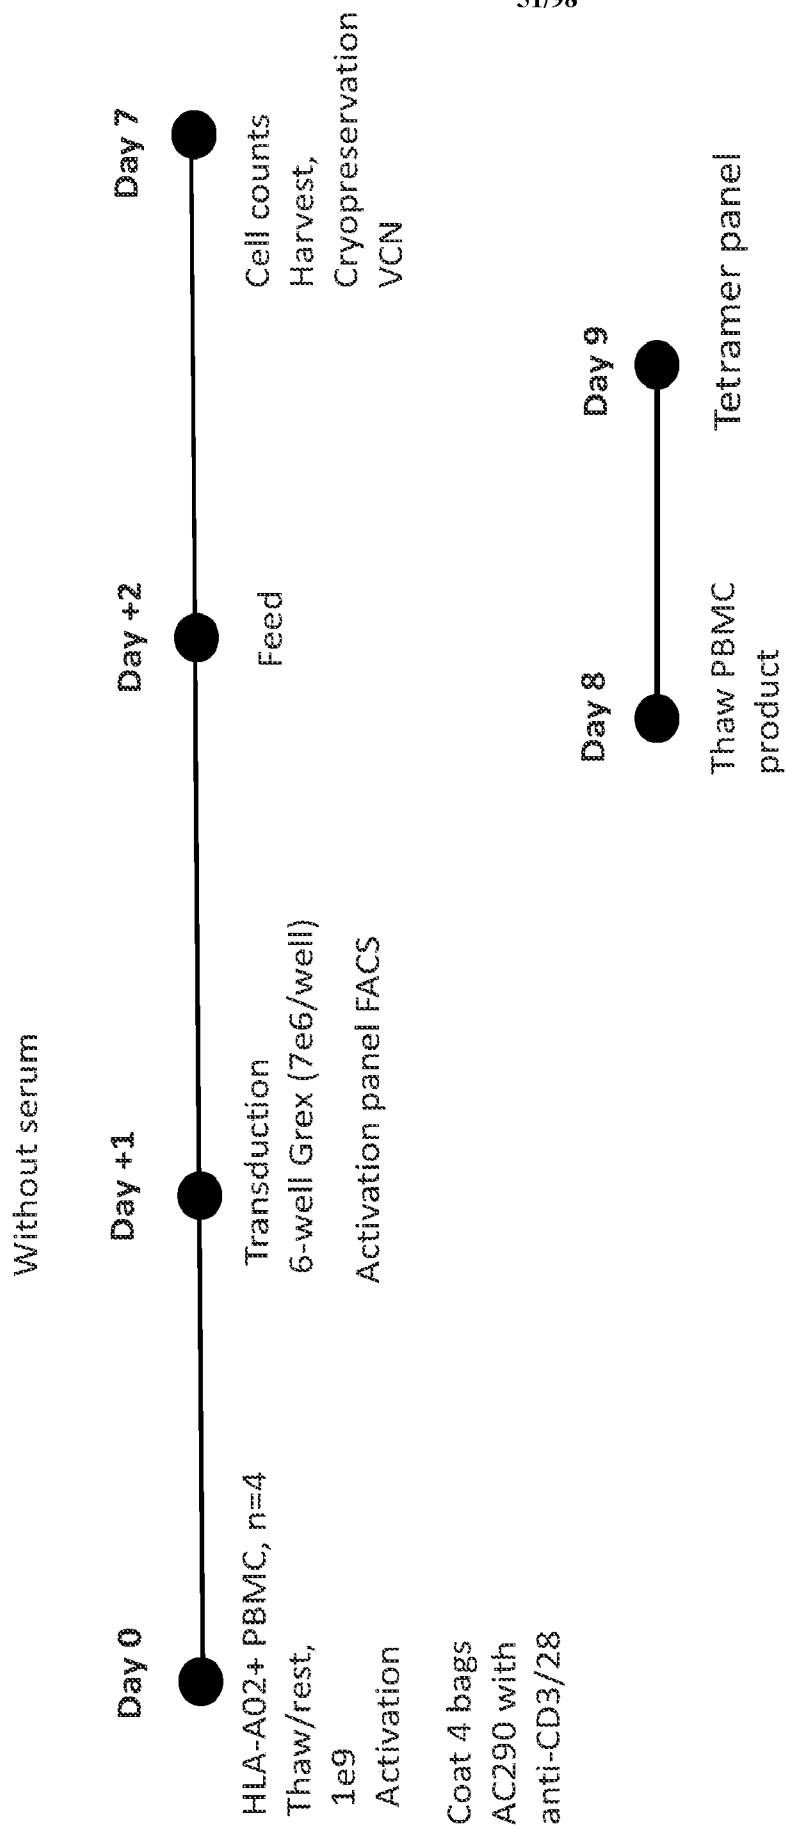 51/98
Without serum
Day 0
HLA-A02+ PBMC, n=4
Thaw/rest,
1e9
Activation
Coat 4 bags
AC290 with
anti-CD3/28
Day +1
Transduction
6-well Grex (7e6/well)
Activation panel FACS
Day +2
Feed
Day 7
Cell counts
Harvest,
Cryopreservation
VCN
Day 8
Thaw PBMC
product
Day 9
Tetramer panel